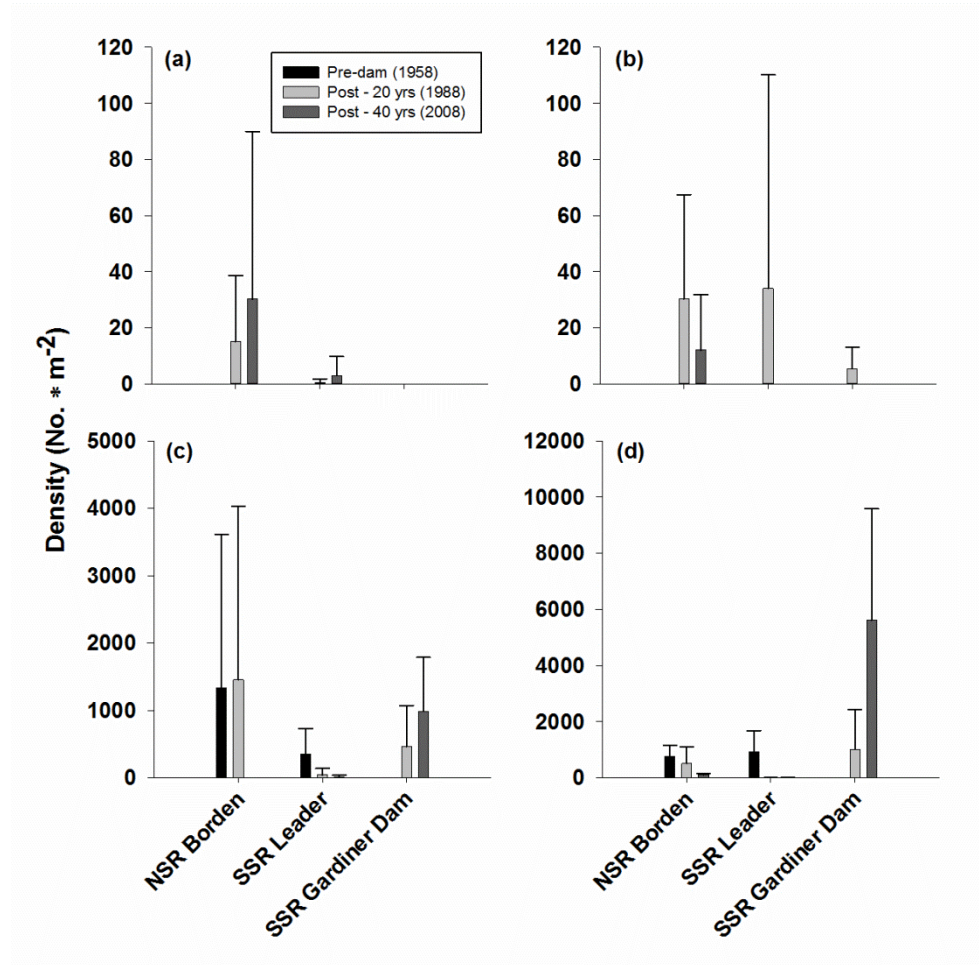 (a)
120
100
80
60
40
20
0
Pre-dam (1958)
Post - 20 yrs (1988)
Post - 40 yrs (2008)
(b)
120
100
80
60
40
20
0
Density (No. * m-2)
(c)
5000
4000
3000
2000
1000
0
NSR Borden
SSR Leader
SSR Gardiner Dam
(d)
12000
10000
8000
6000
4000
2000
0
NSR Borden
SSR Leader
SSR Gardiner Dam